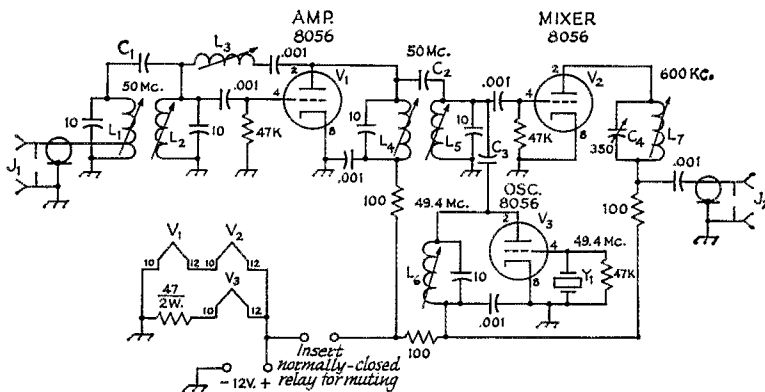 AMP.
8056
MIXER
8056
C1
L3
.001
50 Mc.
C2
600 Kc.
50 Mc.
.001
2
V1
.001
2
V2
4
4
10
L1
L2
10
47K
8
10
L4
L5
10
47K
8
C4
350
L7
J1
.001
C3
.001
J2
100
OSC.
8056
100
49.4 Mc.
2
V3
49.4 Mc.
4
V1
V2
10
12
10
12
L6
10
8
Y1
47K
V3
47
2W.
10
12
.001
100
Insert
normally-closed
relay for muting
- 12V. +